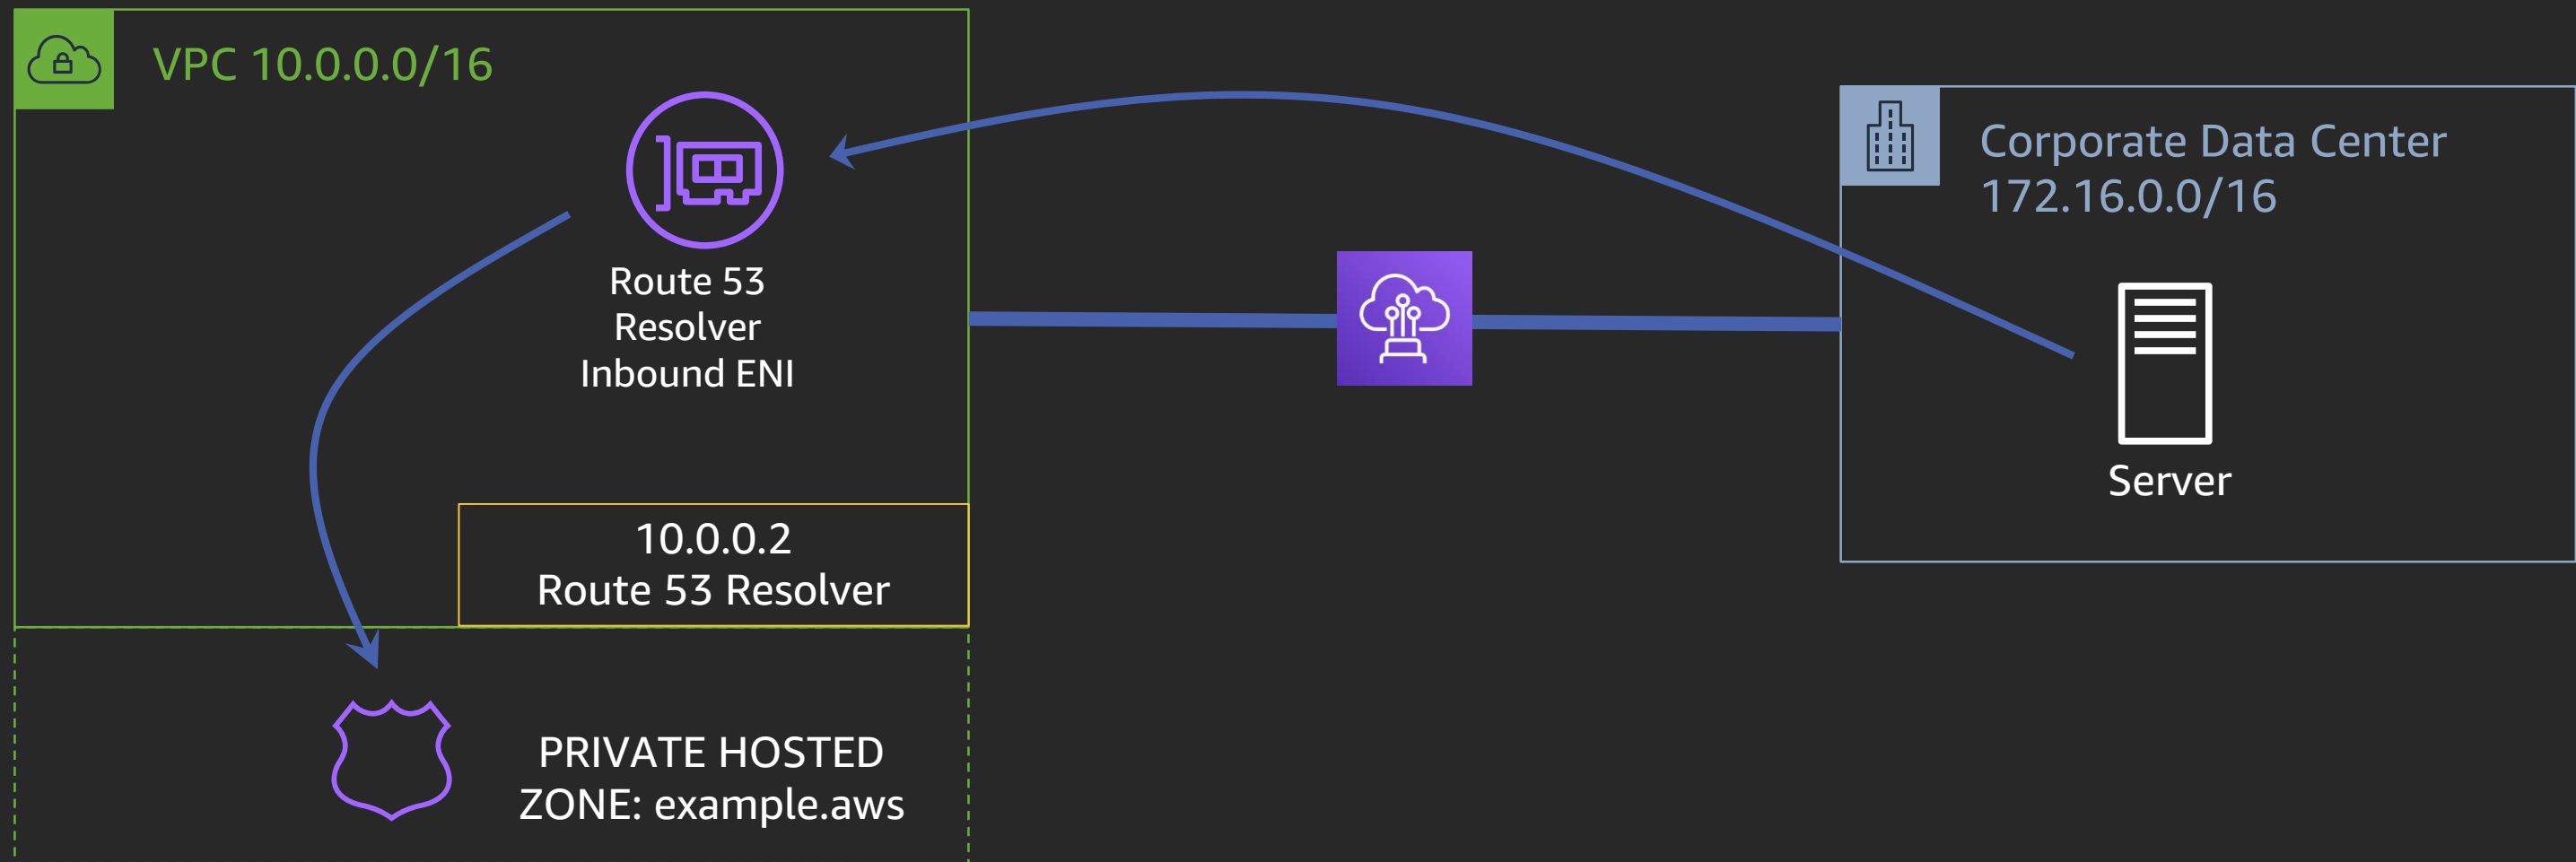 VPC 10.0.0.0/16
Route 53
Resolver
Inbound ENI
10.0.0.2
Route 53 Resolver
PRIVATE HOSTED
ZONE: example.aws
Corporate Data Center
172.16.0.0/16
Server